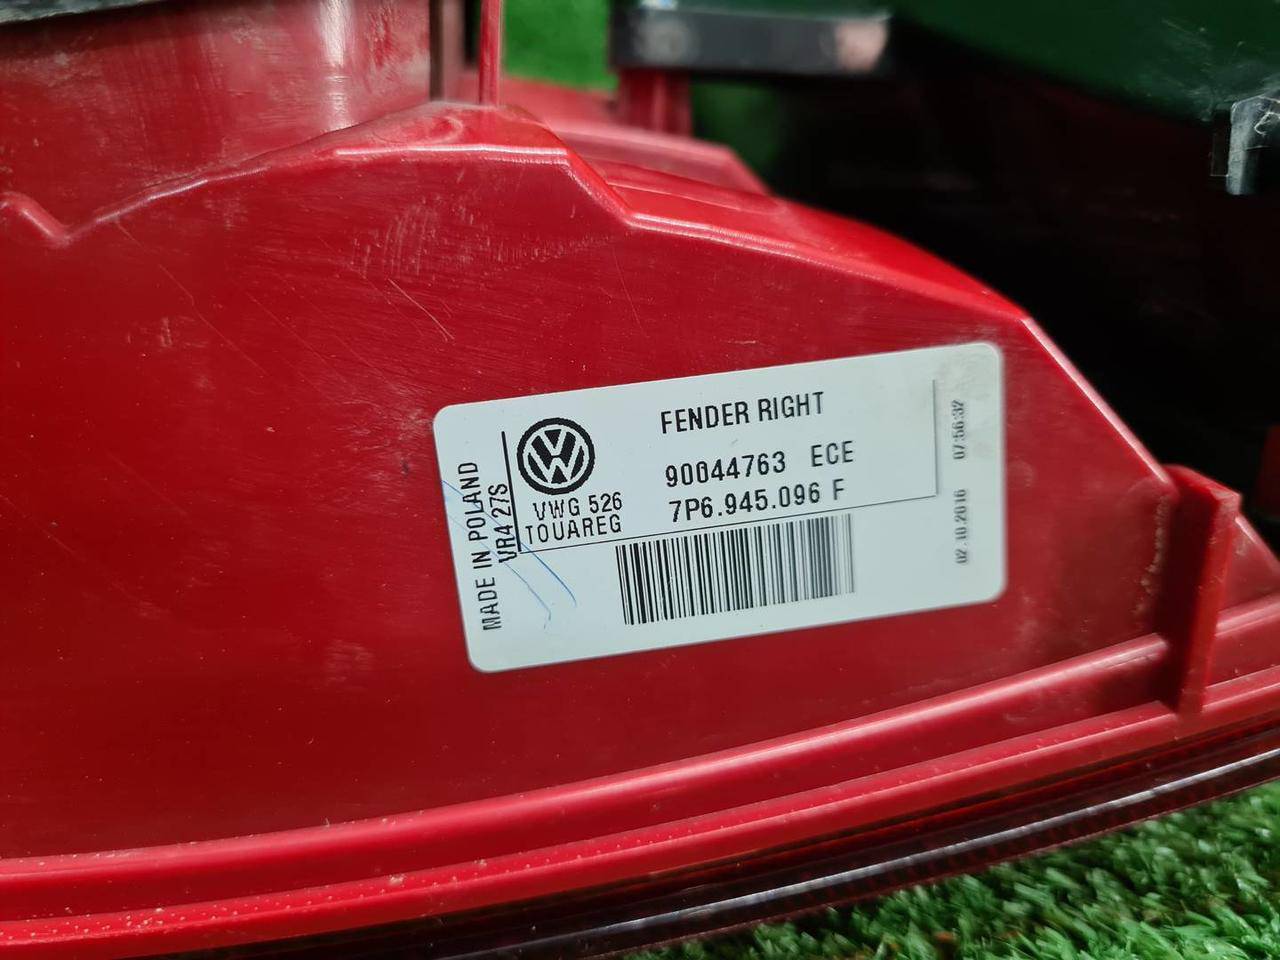 FENDER RIGHT
90044763 ECE
7P6.945.096 F
VWG 526
TOUAREG
MADE IN POLAND
VR4 27S
02.10.2016 07:56:32